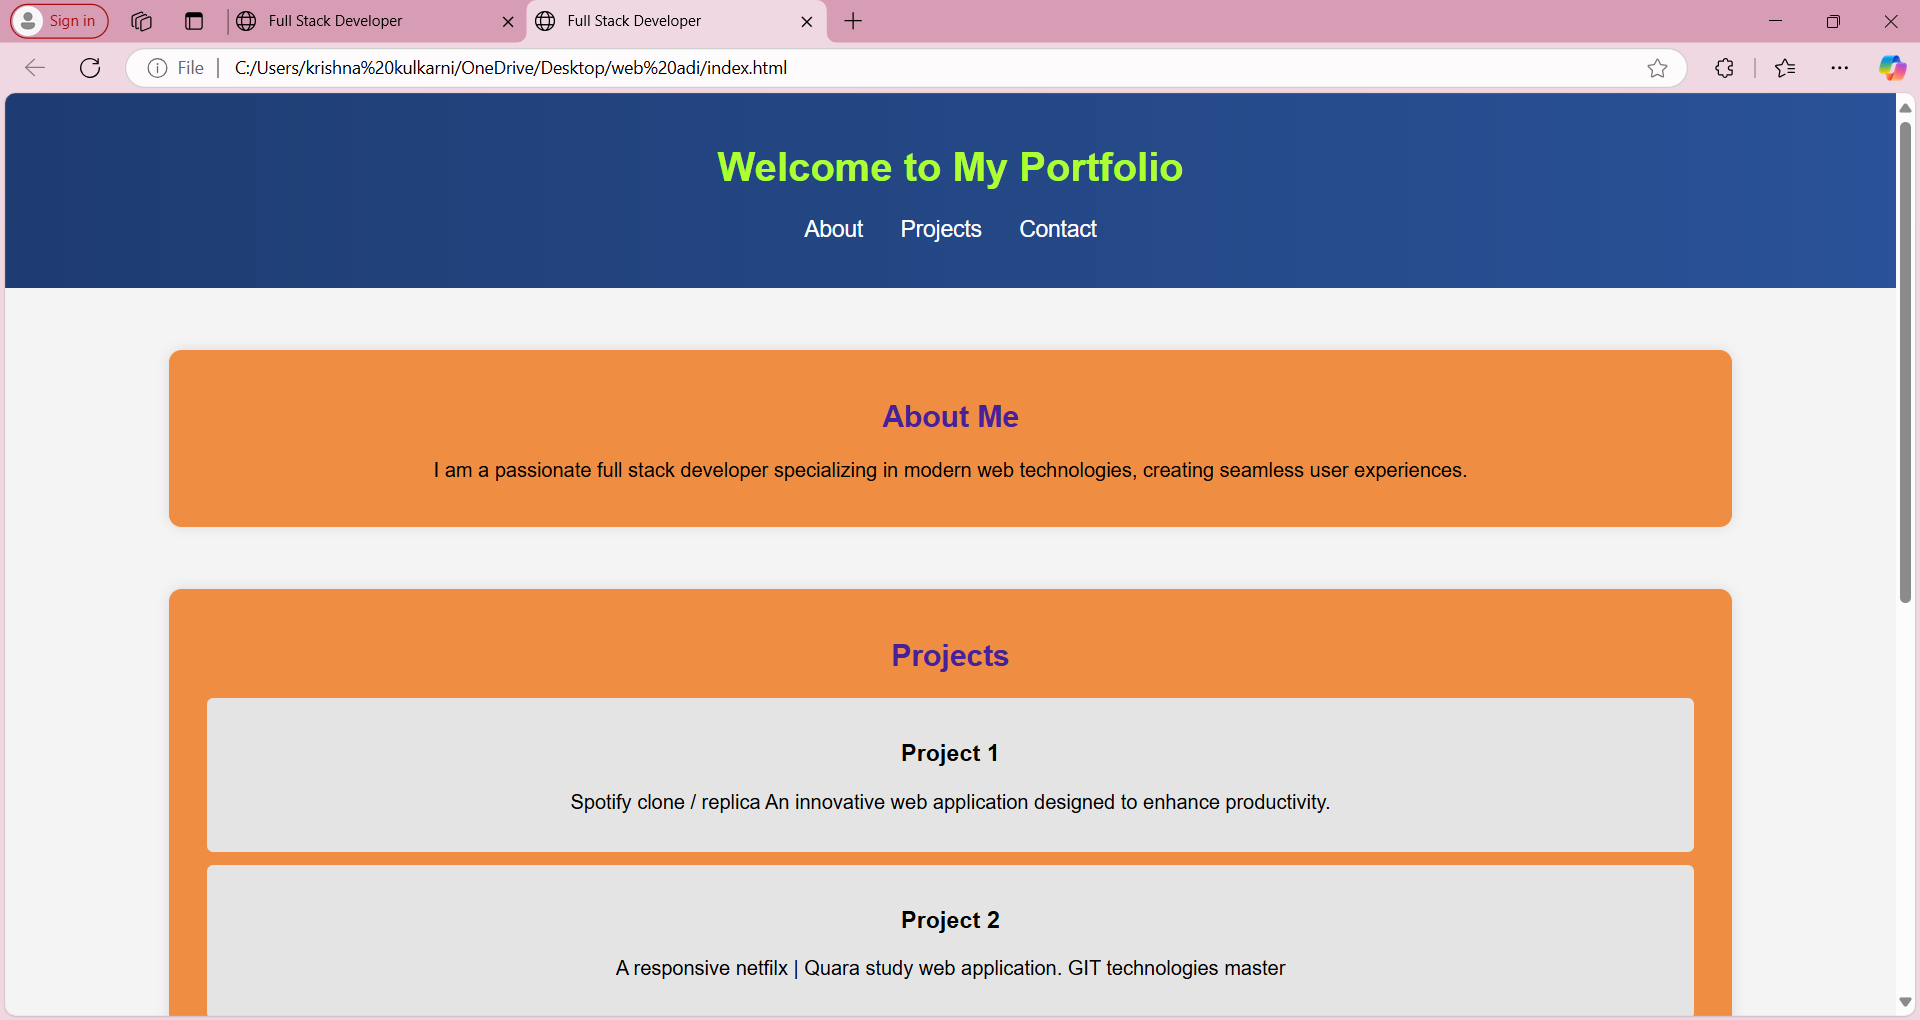 Sign in
Full Stack Developer
Full Stack Developer
File
C:/Users/krishna%20kulkarni/OneDrive/Desktop/web%20adi/index.html
Welcome to My Portfolio
About Projects Contact
About Me
I am a passionate full stack developer specializing in modern web technologies, creating seamless user experiences.
Projects
Project 1
Spotify clone / replica An innovative web application designed to enhance productivity.
Project 2
A responsive netfilx | Quara study web application. GIT technologies master